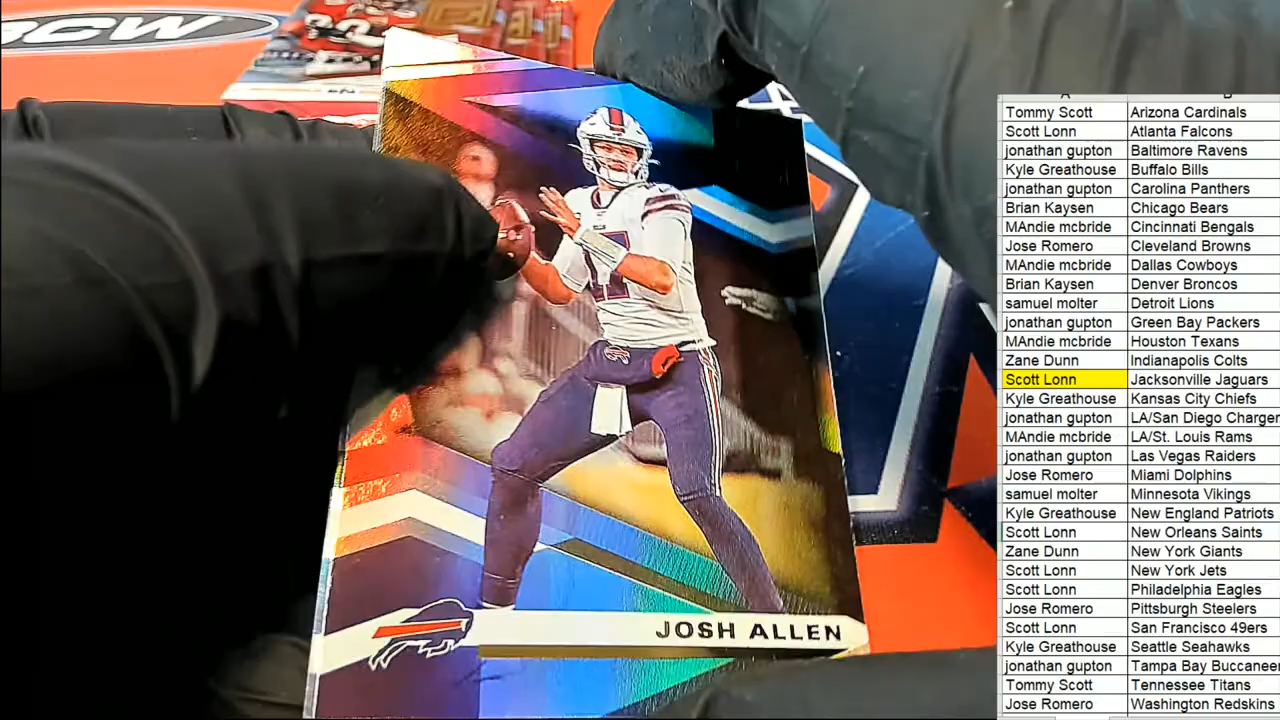 CW
17
JOSH ALLEN
Tommy Scott Arizona Cardinals
Scott Lonn Atlanta Falcons
jonathan gupton Baltimore Ravens
Kyle Greathouse Buffalo Bills
jonathan gupton Carolina Panthers
Brian Kaysen Chicago Bears
MAndie mcbride Cincinnati Bengals
Jose Romero Cleveland Browns
MAndie mcbride Dallas Cowboys
Brian Kaysen Denver Broncos
samuel molter Detroit Lions
jonathan gupton Green Bay Packers
MAndie mcbride Houston Texans
Zane Dunn Indianapolis Colts
Scott Lonn Jacksonville Jaguars
Kyle Greathouse Kansas City Chiefs
jonathan gupton LA/San Diego Charger
MAndie mcbride LA/St. Louis Rams
jonathan gupton Las Vegas Raiders
Jose Romero Miami Dolphins
samuel molter Minnesota Vikings
Kyle Greathouse New England Patriots
Scott Lonn New Orleans Saints
Zane Dunn New York Giants
Scott Lonn New York Jets
Scott Lonn Philadelphia Eagles
Jose Romero Pittsburgh Steelers
Scott Lonn San Francisco 49ers
Kyle Greathouse Seattle Seahawks
jonathan gupton Tampa Bay Buccaneer
Tommy Scott Tennessee Titans
Jose Romero Washington Redskins